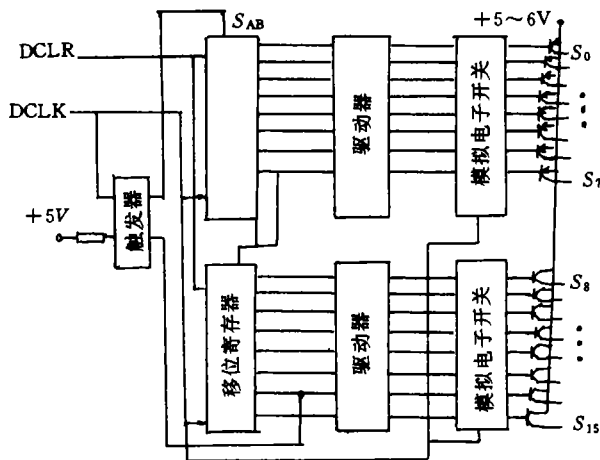 +5～6V
S_AB
DCLR
S_0
DCLK
驱动器
模拟电子开关
触发器
+5V
S_7
移位寄存器
驱动器
模拟电子开关
S_8
S_15